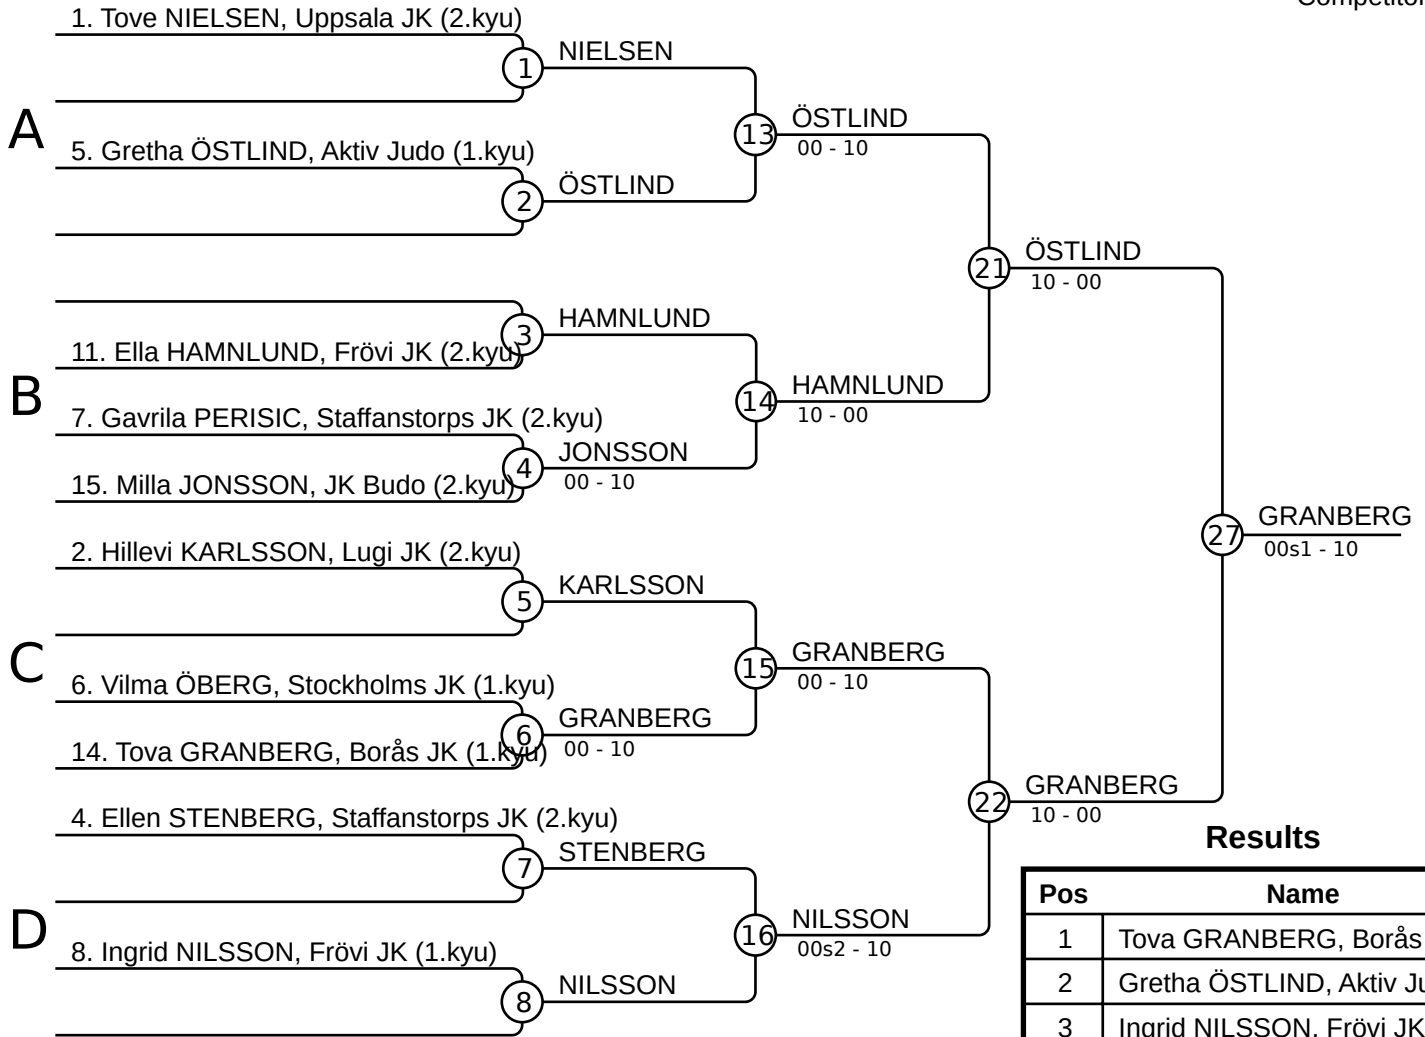 Competitor
1. Tove NIELSEN, Uppsala JK (2.kyu)
1
NIELSEN
A
13
ÖSTLIND
00 - 10
5. Gretha ÖSTLIND, Aktiv Judo (1.kyu)
2
ÖSTLIND
21
ÖSTLIND
10 - 00
3
HAMNLUND
11. Ella HAMNLUND, Frövi JK (2.kyu)
B
14
HAMNLUND
10 - 00
7. Gavrila PERISIC, Staffanstorps JK (2.kyu)
4
JONSSON
00 - 10
15. Milla JONSSON, JK Budo (2.kyu)
27
GRANBERG
00s1 - 10
2. Hillevi KARLSSON, Lugi JK (2.kyu)
5
KARLSSON
C
15
GRANBERG
00 - 10
6. Vilma ÖBERG, Stockholms JK (1.kyu)
6
GRANBERG
00 - 10
14. Tova GRANBERG, Borås JK (1.kyu)
22
GRANBERG
10 - 00
4. Ellen STENBERG, Staffanstorps JK (2.kyu)
7
STENBERG
D
16
NILSSON
00s2 - 10
8. Ingrid NILSSON, Frövi JK (1.kyu)
8
NILSSON
Results
Pos Name
1 Tova GRANBERG, Borås
2 Gretha ÖSTLIND, Aktiv Ju
3 Ingrid NILSSON, Frövi JK